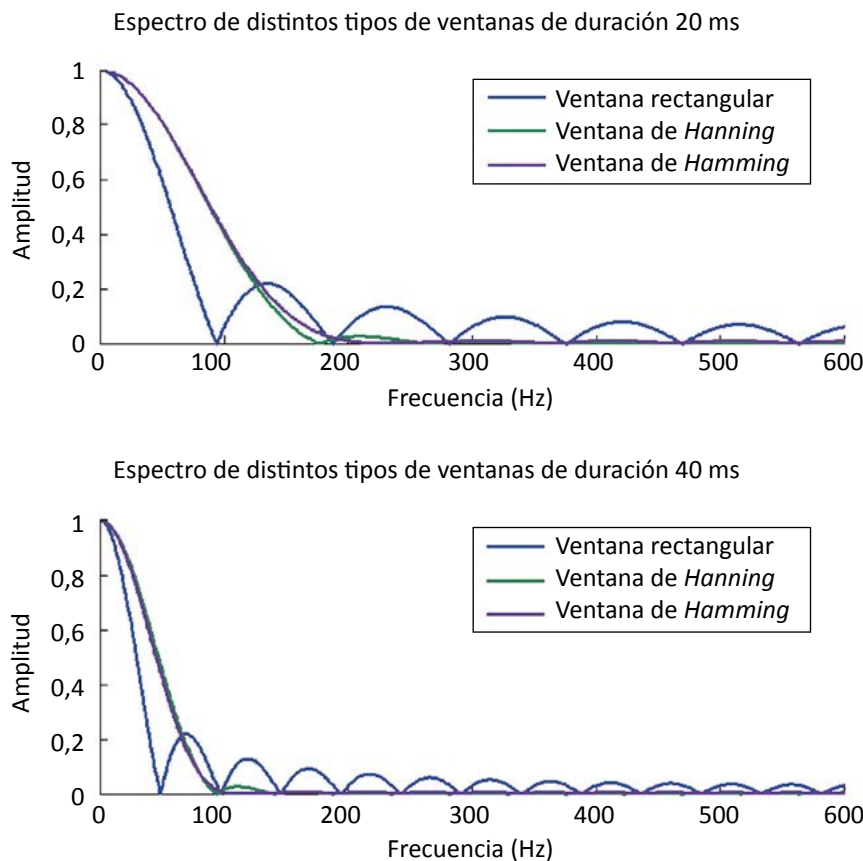 Espectro de distintos tipos de ventanas de duración 20 ms
1
0,8
0,6
0,4
0,2
0
Amplitud
Ventana rectangular
Ventana de Hanning
Ventana de Hamming
0 100 200 300 400 500 600
Frecuencia (Hz)
Espectro de distintos tipos de ventanas de duración 40 ms
1
0,8
0,6
0,4
0,2
0
Amplitud
Ventana rectangular
Ventana de Hanning
Ventana de Hamming
0 100 200 300 400 500 600
Frecuencia (Hz)